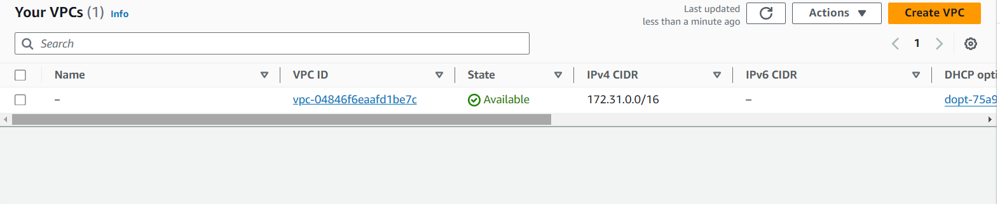 Your VPCs (1) Info
Last updated
less than a minute ago
Actions
Create VPC
Search
1
Name VPC ID State IPv4 CIDR IPv6 CIDR DHCP opti
– vpc-04846f6eaafd1be7c Available 172.31.0.0/16 – dopt-75a9